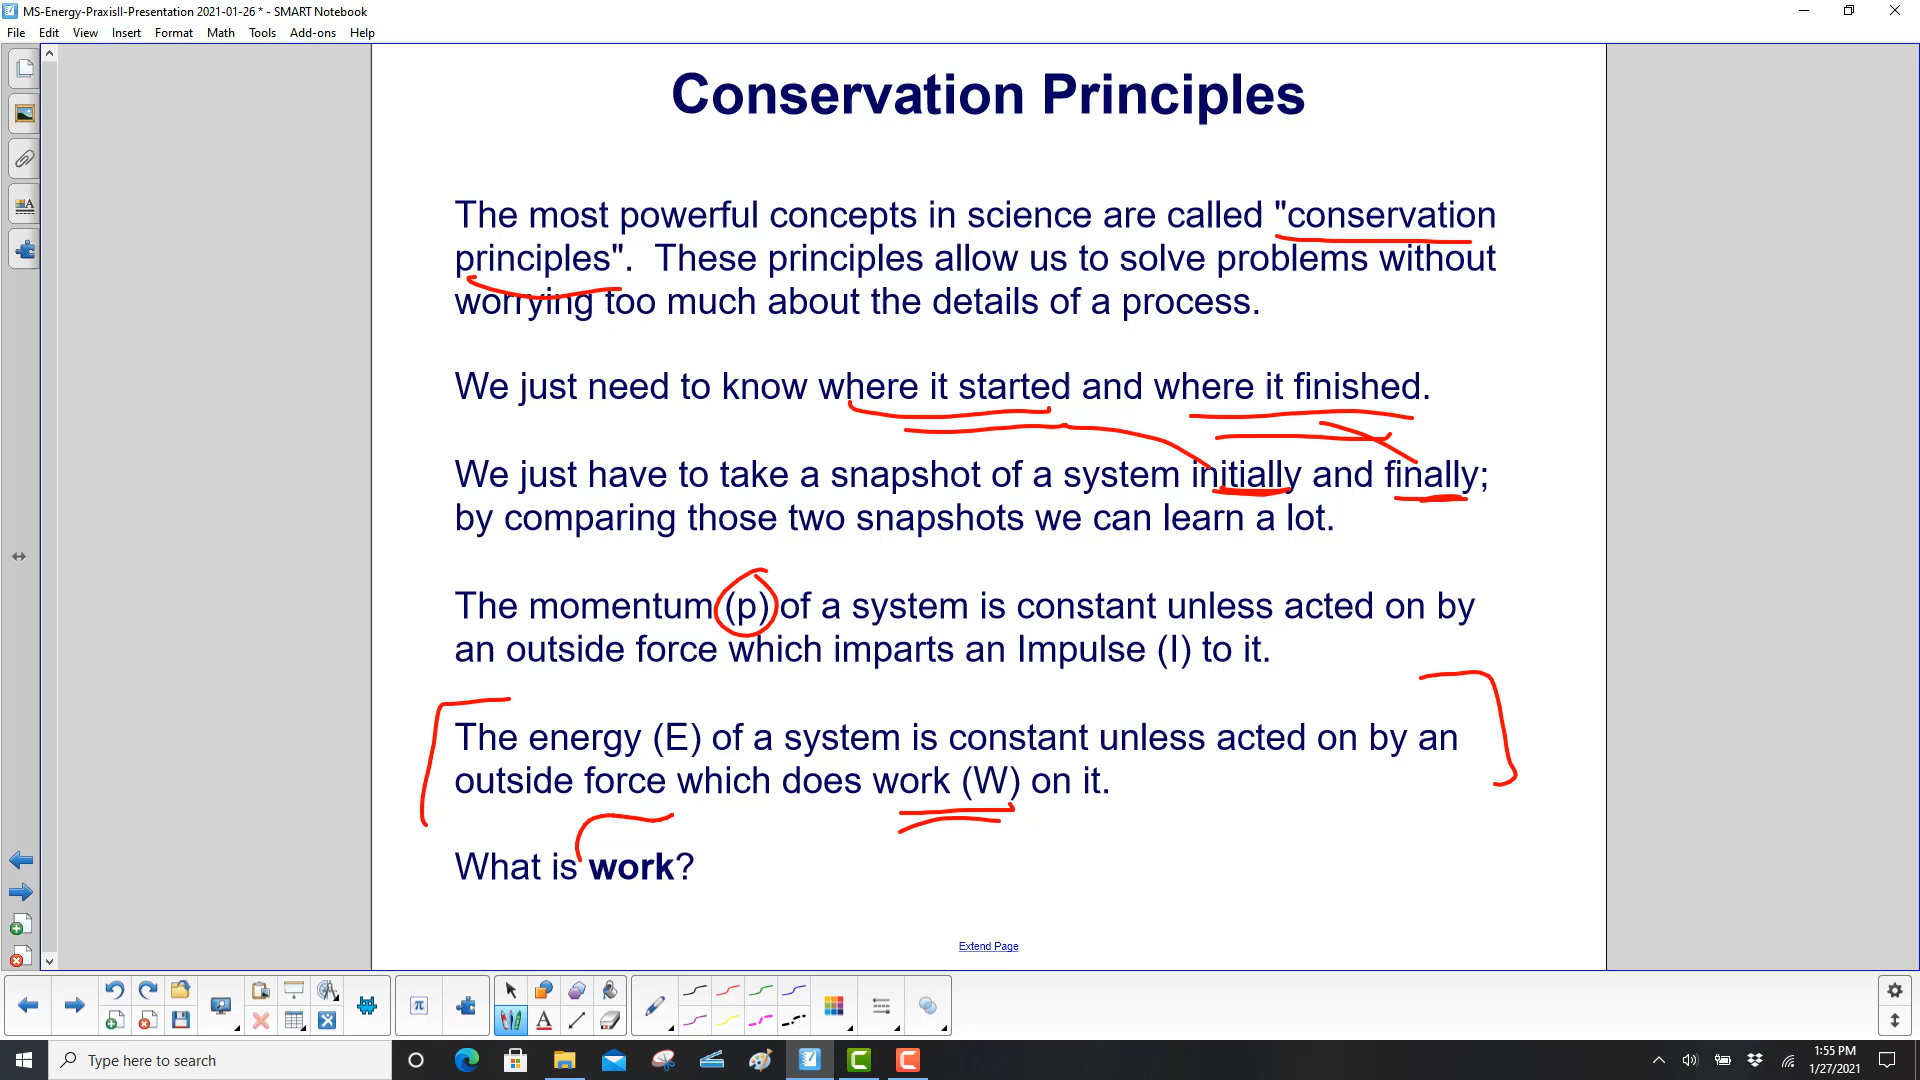 MS-Energy-PraxisII-Presentation 2021-01-26 * - SMART Notebook
File Edit View Insert Format Math Tools Add-ons Help
Conservation Principles
The most powerful concepts in science are called "conservation
principles".  These principles allow us to solve problems without
worrying too much about the details of a process.
We just need to know where it started and where it finished.
We just have to take a snapshot of a system initially and finally;
by comparing those two snapshots we can learn a lot.
The momentum (p) of a system is constant unless acted on by
an outside force which imparts an Impulse (I) to it.
The energy (E) of a system is constant unless acted on by an
outside force which does work (W) on it.
What is work?
Extend Page
Type here to search
1:55 PM
1/27/2021